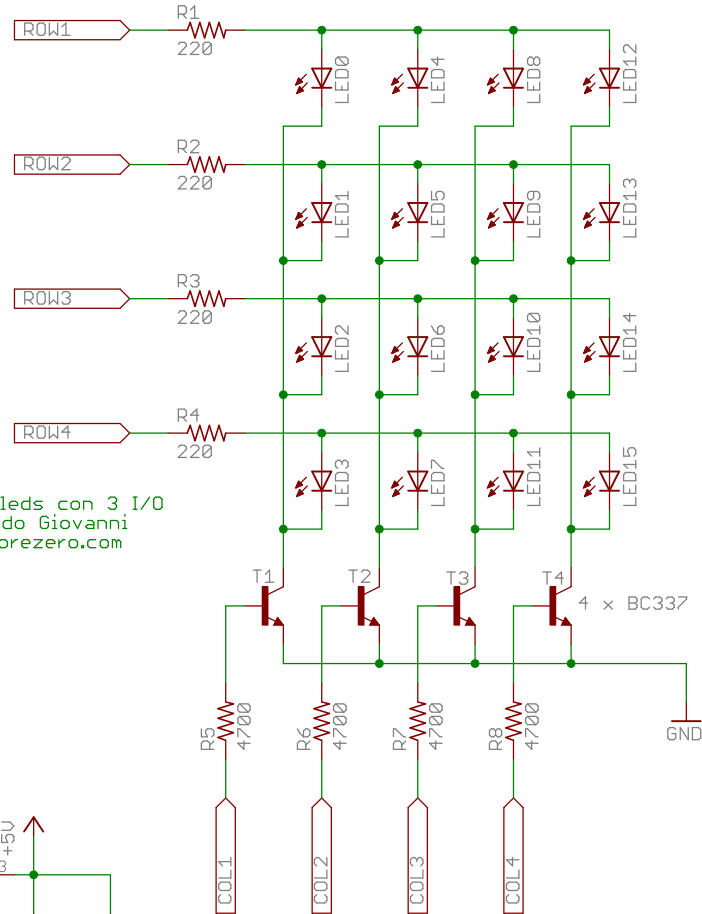 ROW1
R1
220
LED0
LED4
LED8
LED12
ROW2
R2
220
LED1
LED5
LED9
LED13
ROW3
R3
220
LED2
LED6
LED10
LED14
ROW4
R4
220
LED3
LED7
LED11
LED15
leds con 3 I/O
do Giovanni
orezero.com
T1
T2
T3
T4
4 x BC337
R5
4700
R6
4700
R7
4700
R8
4700
GND
+5V
3
COL1
COL2
COL3
COL4